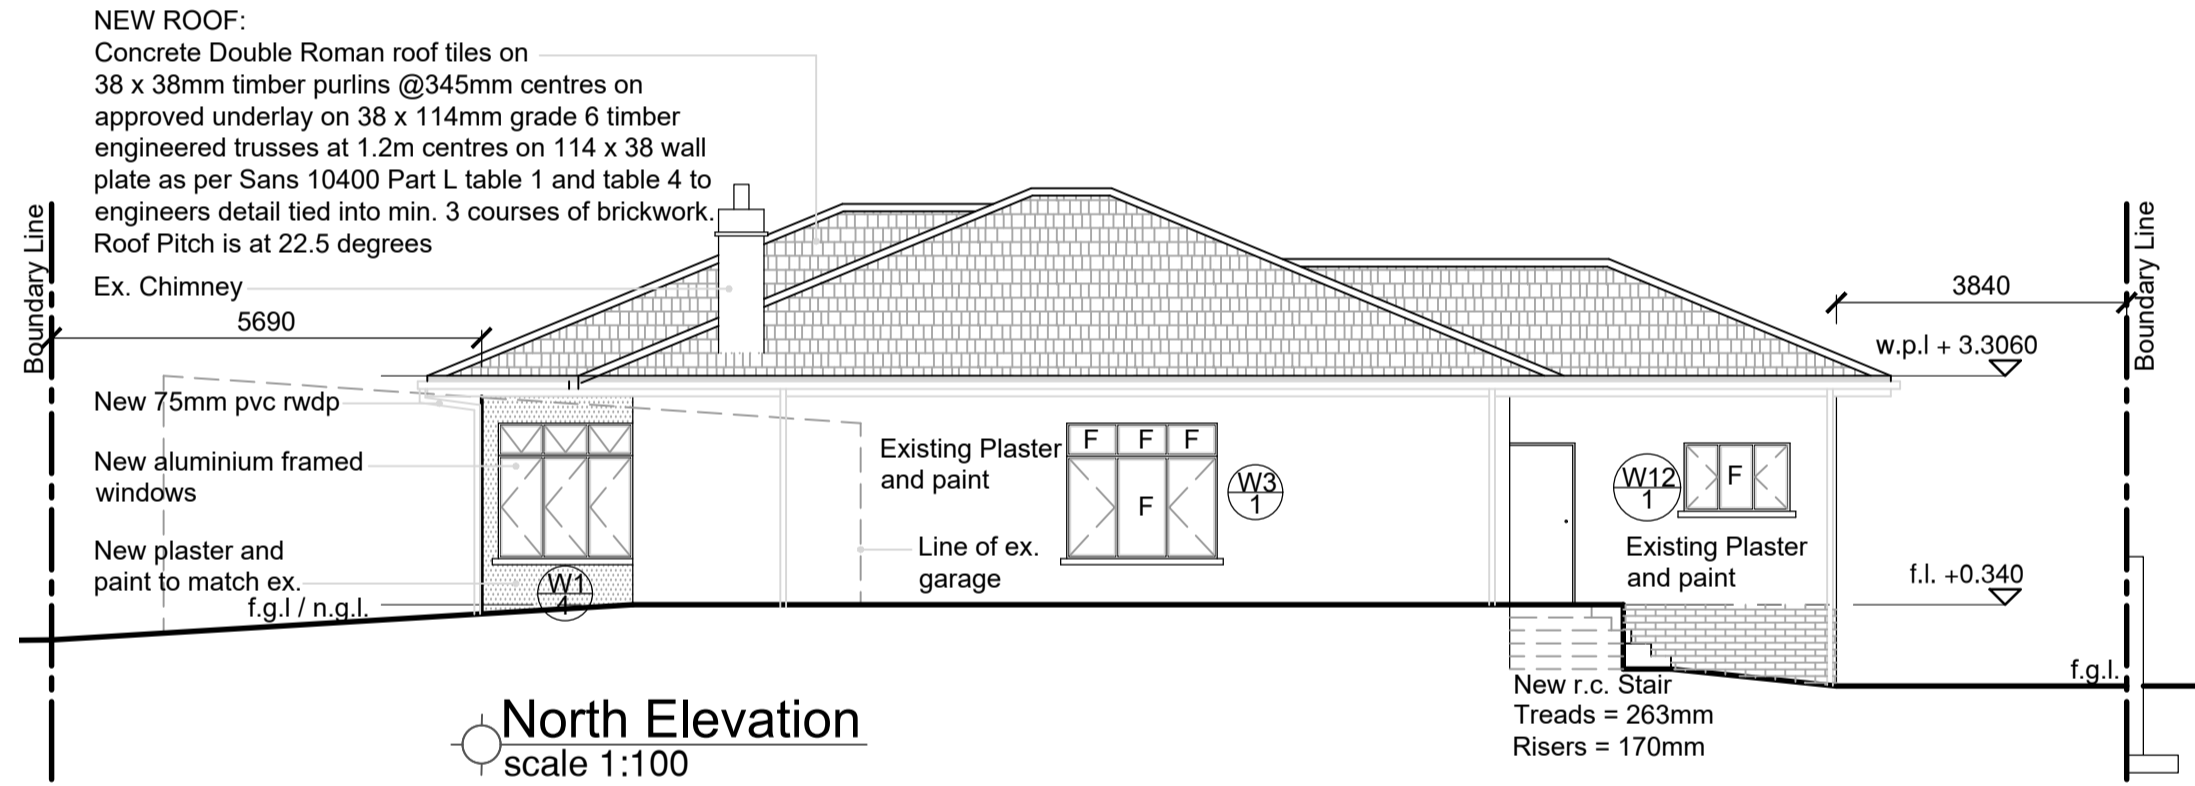 NEW ROOF:
Concrete Double Roman roof tiles on
38 x 38mm timber purlins @345mm centres on
approved underlay on 38 x 114mm grade 6 timber
engineered trusses at 1.2m centres on 114 x 38 wall
plate as per Sans 10400 Part L table 1 and table 4 to
engineers detail tied into min. 3 courses of brickwork.
Roof Pitch is at 22.5 degrees
Ex. Chimney
Boundary Line
5690
New 75mm pvc rwdp
New aluminium framed
windows
New plaster and
paint to match ex.
f.g.l / n.g.l.
W1
4
Existing Plaster
and paint
Line of ex.
garage
F F F
F
W3
1
W12
1
F
Existing Plaster
and paint
3840
Boundary Line
w.p.l + 3.3060
f.l. +0.340
f.g.l.
New r.c. Stair
Treads = 263mm
Risers = 170mm
North Elevation
scale 1:100